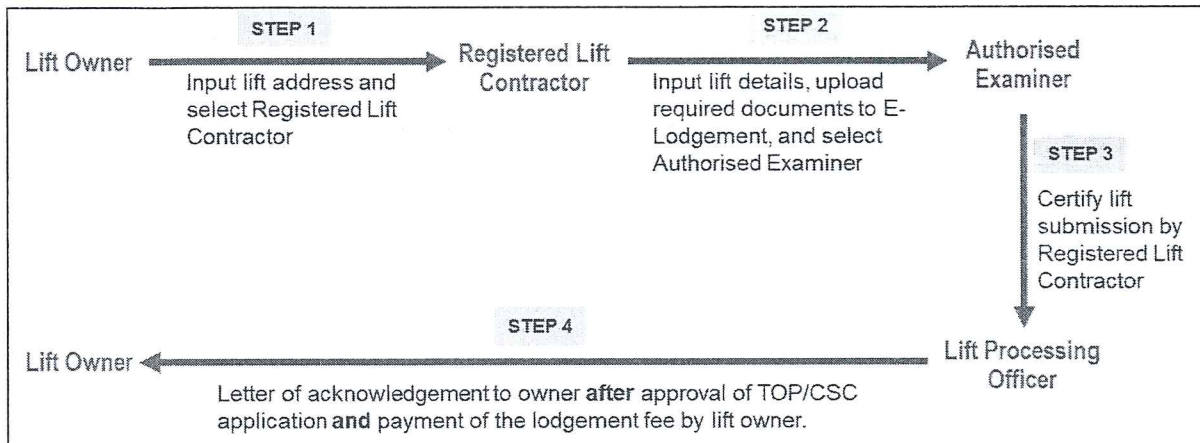 STEP 1
STEP 2
Lift Owner
Registered Lift
Contractor
Authorised
Examiner
Input lift address and
select Registered Lift
Contractor
Input lift details, upload
required documents to E-
Lodgement, and select
Authorised Examiner
STEP 3
Certify lift
submission by
Registered Lift
Contractor
STEP 4
Lift Owner
Lift Processing
Officer
Letter of acknowledgement to owner after approval of TOP/CSC
application and payment of the lodgement fee by lift owner.